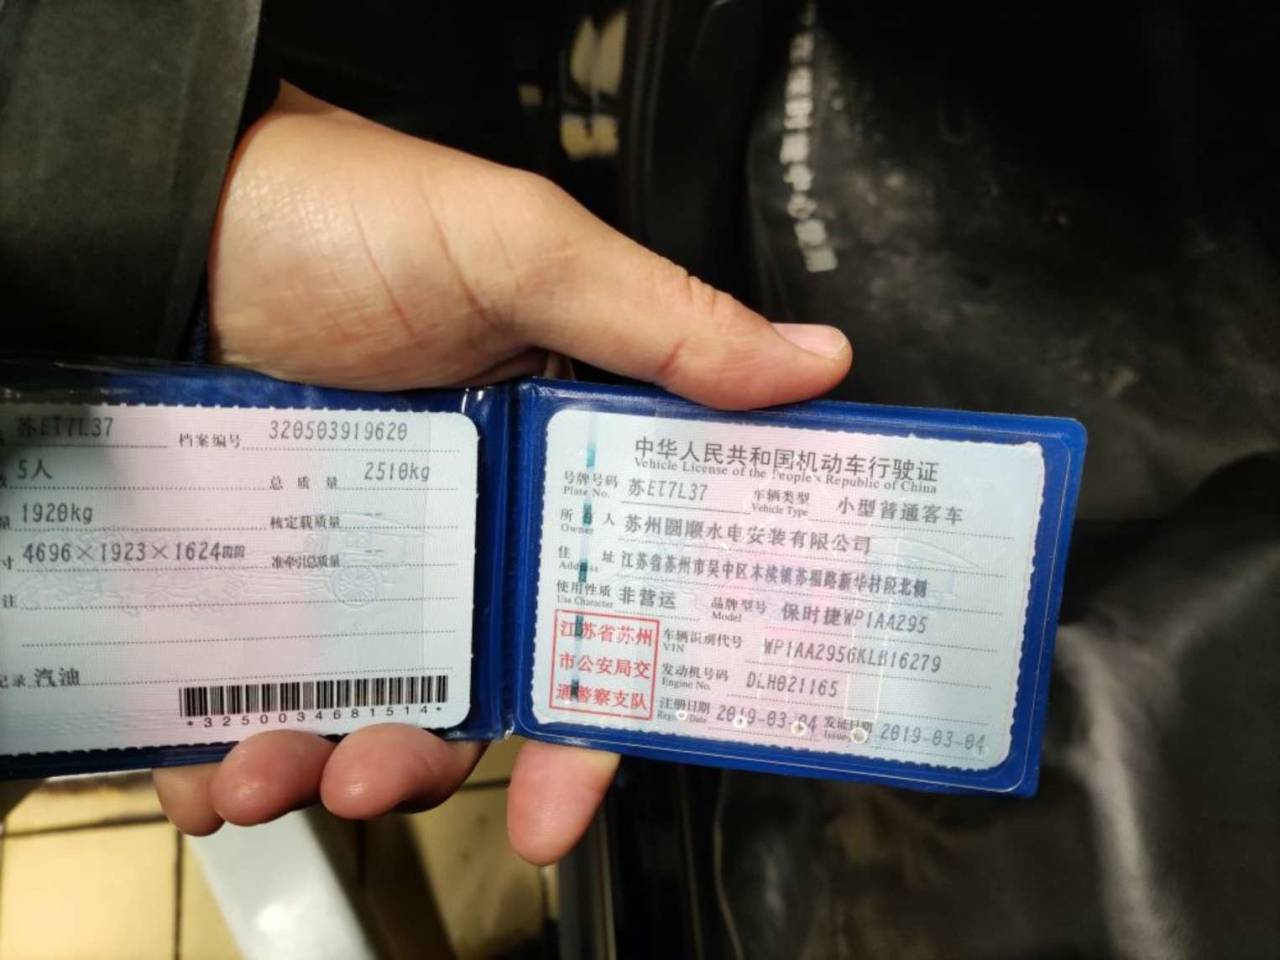 苏ET7L37 档案编号 320503919620
5人 总质量 2510kg
量 1920kg 核定载质量 --
寸 4696×1923×1624mm 准牵引总质量 --
注
记录 汽油
*3250034681514*
中华人民共和国机动车行驶证
Vehicle License of the People's Republic of China
号牌号码 苏ET7L37 车辆类型 小型普通客车
Plate No. Vehicle Type
所有人 苏州圆顺水电安装有限公司
Owner
住址 江苏省苏州市吴中区木渎镇苏福路新华村段北侧
Address
使用性质 非营运 品牌型号 保时捷WP1AA295
Use Character Model
江苏省苏州
市公安局交
通警察支队
车辆识别代号 WP1AA2956KLB16279
VIN
发动机号码 DLH021165
Engine No.
注册日期 2019-03-04 发证日期 2019-03-04